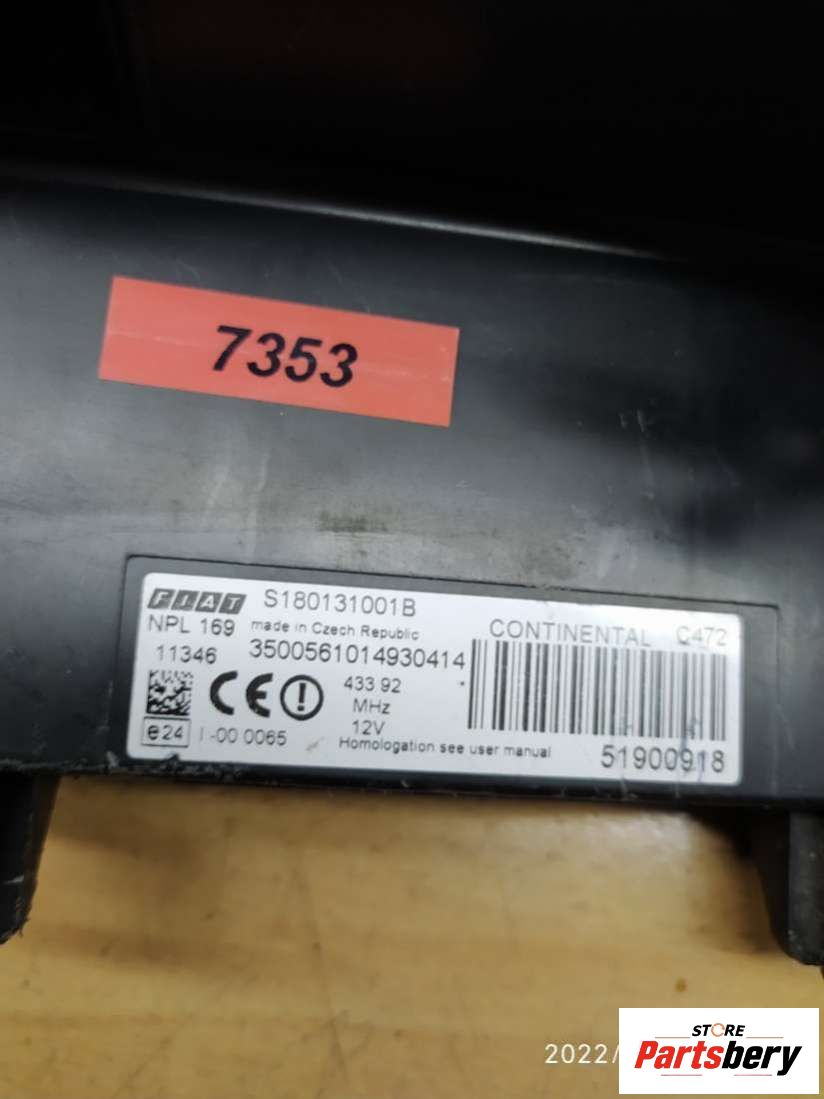 7353
FIAT S180131001B
NPL 169 made in Czech Republic CONTINENTAL C472
11346 3500561014930414
CE 433 92
MHz
12V
e24 I -00 0065 Homologation see user manual 51900918
2022/
STORE
Partsbery